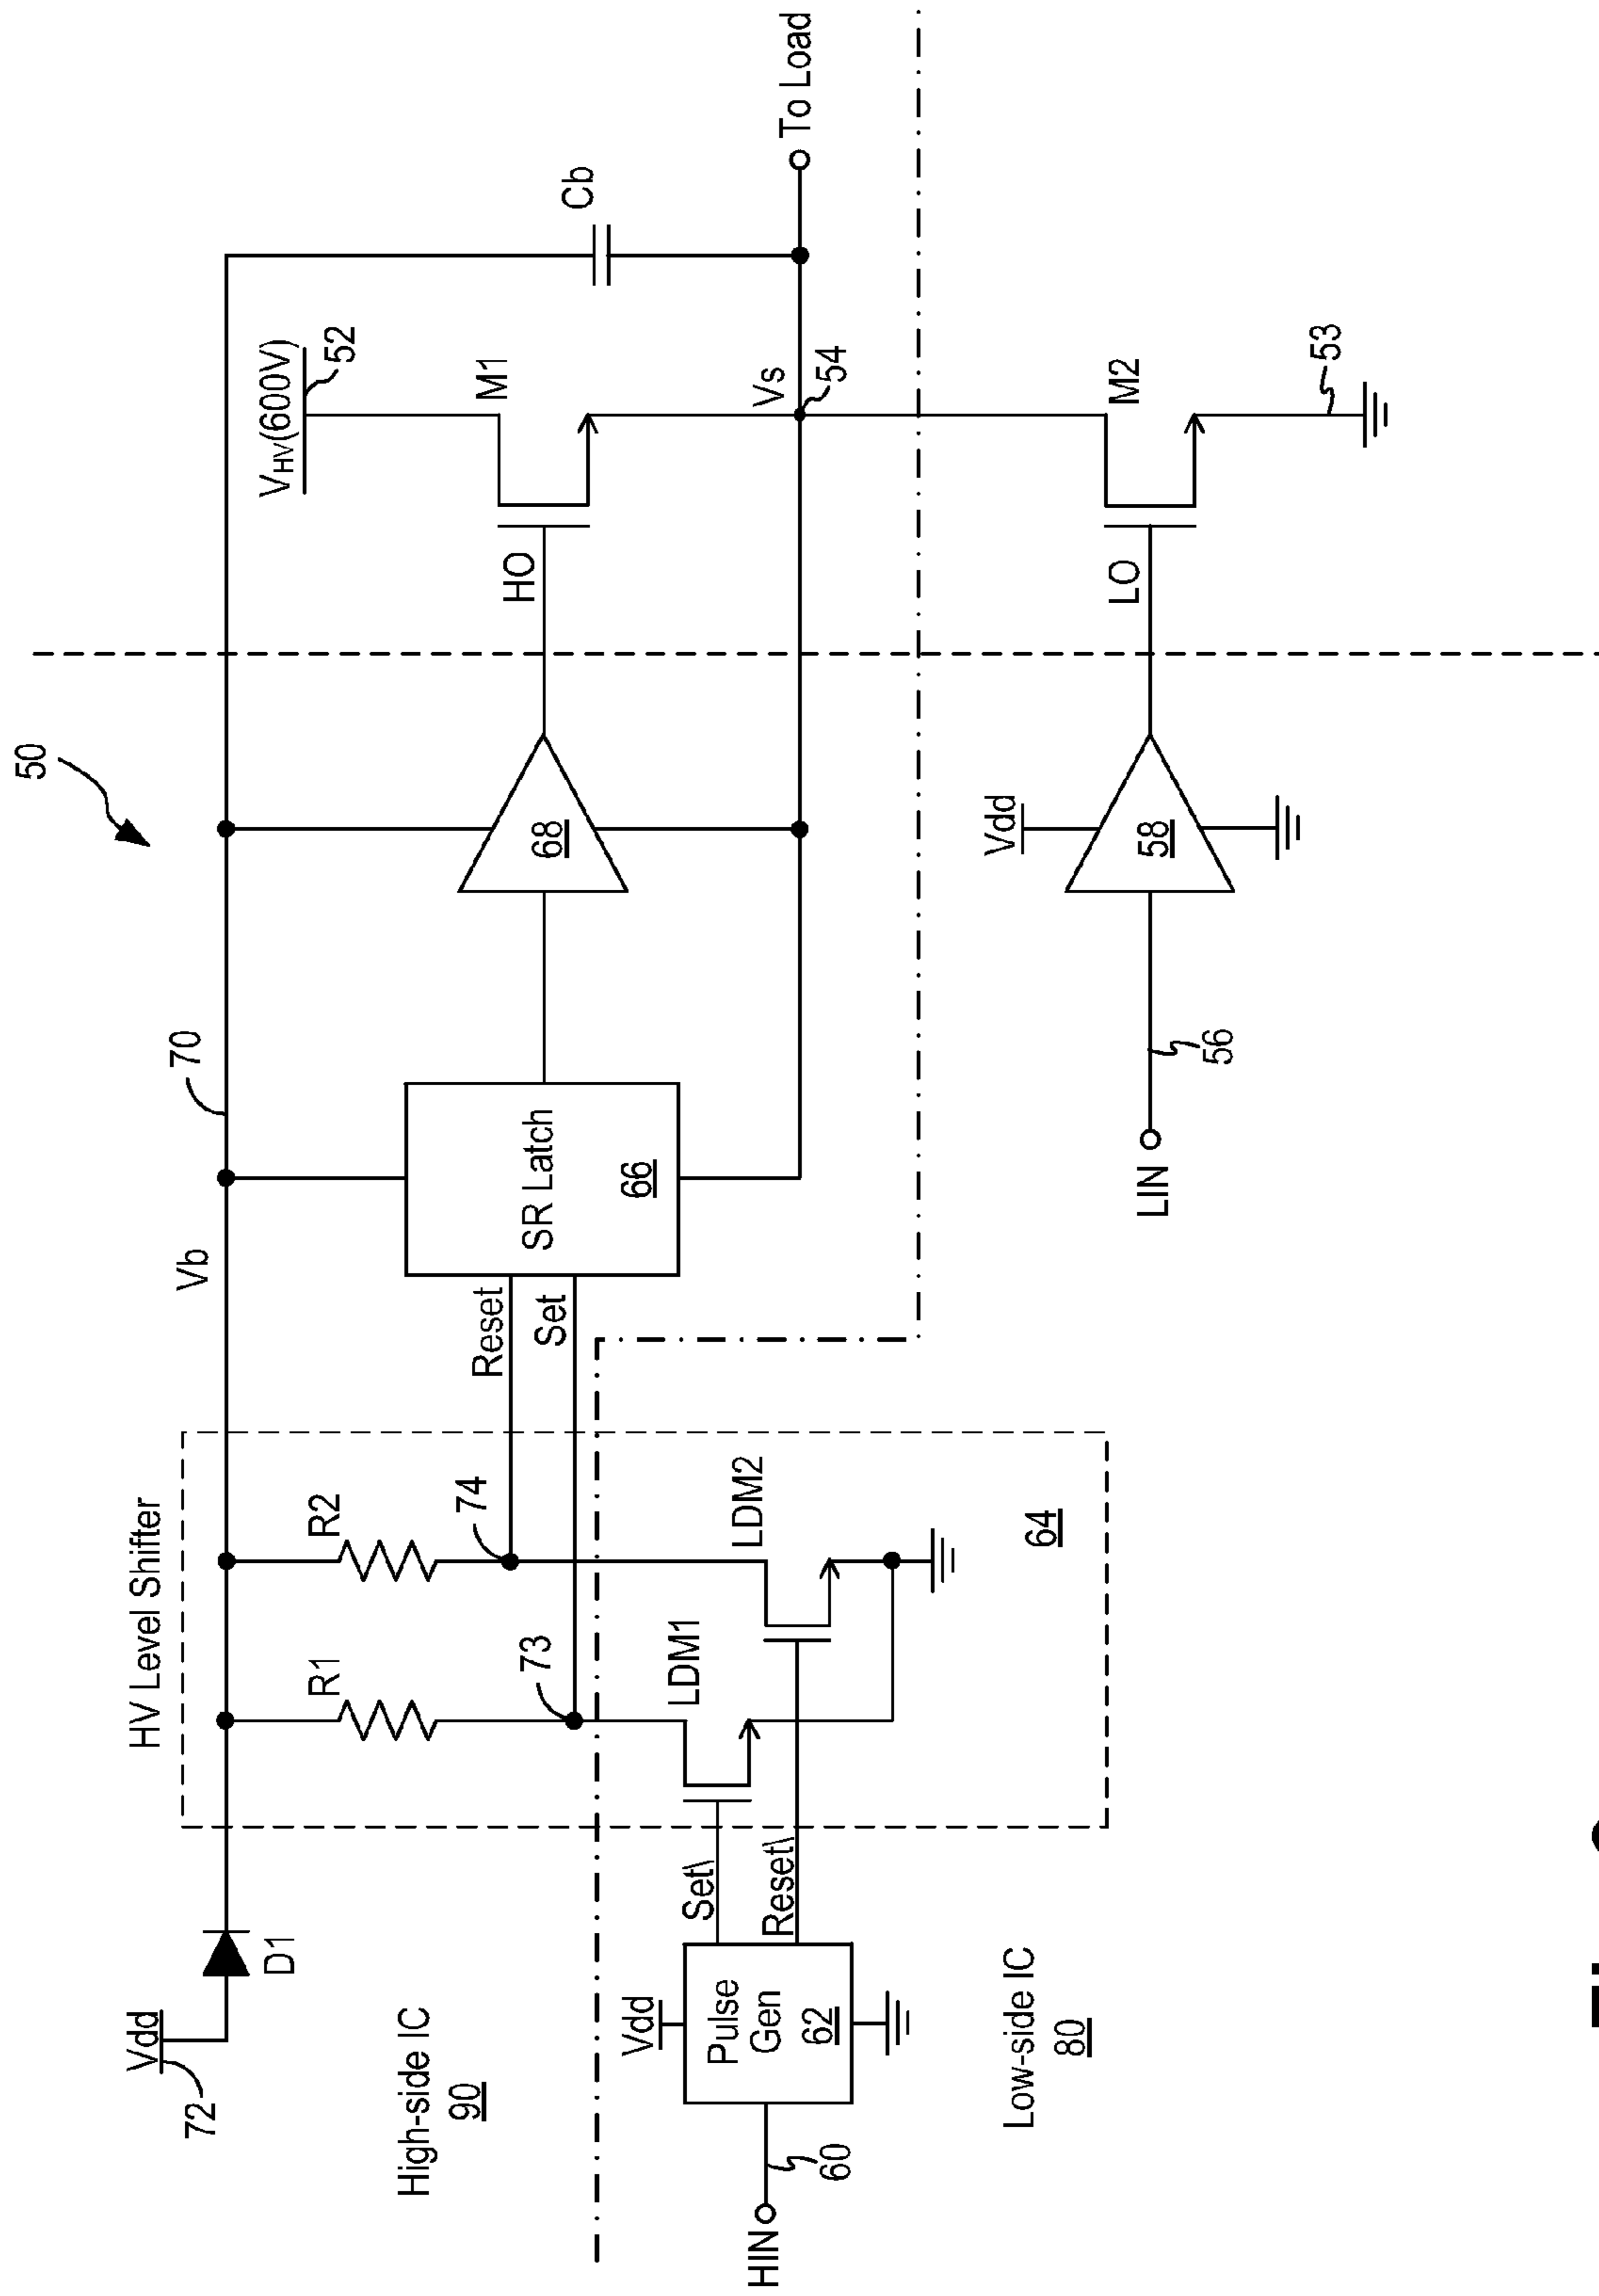 50
Vdd
72
D1
HV Level Shifter
Vb
70
R1
R2
73
74
Reset
Set
SR Latch
66
68
HO
VHV(600V)
52
M1
Cb
Vs
54
To Load
High-side IC
90
HIN
60
Vdd
Pulse
Gen
62
Set\
Reset\
LDM1
LDM2
64
Low-side IC
80
LIN
56
Vdd
58
LO
M2
53